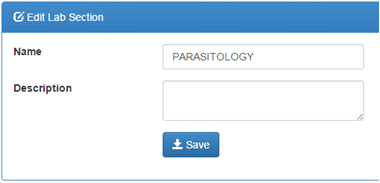 Edit Lab Section
Name
PARASITOLOGY
Description
Save